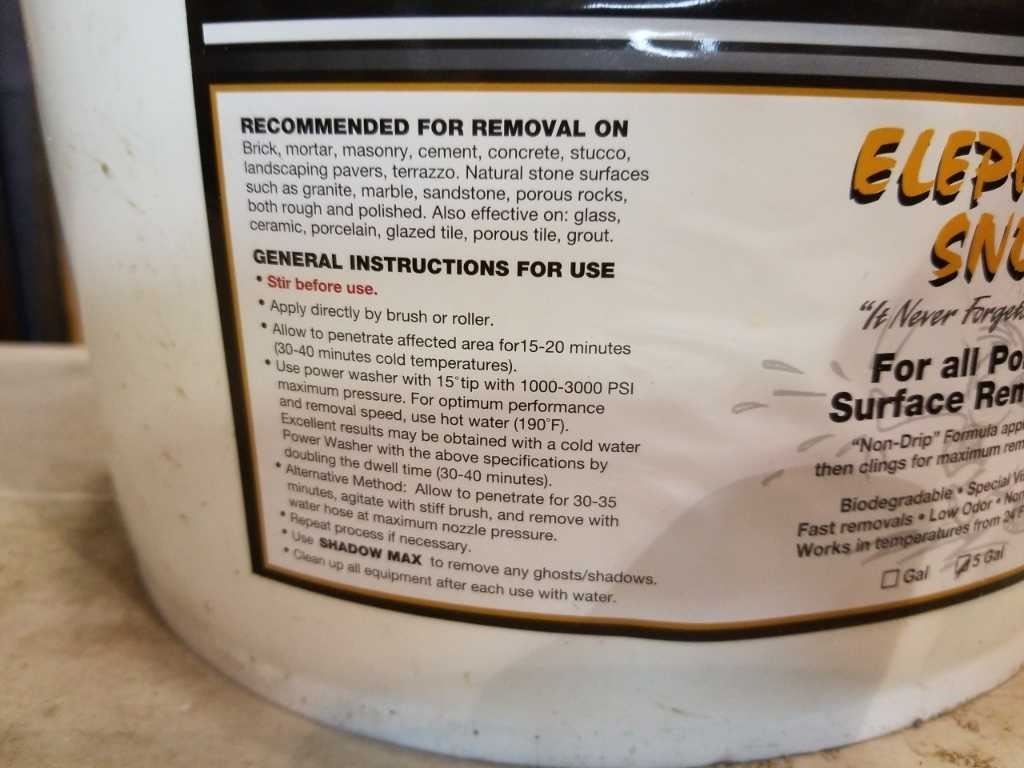 RECOMMENDED FOR REMOVAL ON
Brick, mortar, masonry, cement, concrete, stucco,
landscaping pavers, terrazzo. Natural stone surfaces
such as granite, marble, sandstone, porous rocks,
both rough and polished. Also effective on: glass,
ceramic, porcelain, glazed tile, porous tile, grout.
GENERAL INSTRUCTIONS FOR USE
• Stir before use.
• Apply directly by brush or roller.
• Allow to penetrate affected area for15-20 minutes
(30-40 minutes cold temperatures).
• Use power washer with 15° tip with 1000-3000 PSI
maximum pressure. For optimum performance
and removal speed, use hot water (190°F).
Excellent results may be obtained with a cold water
Power Washer with the above specifications by
doubling the dwell time (30-40 minutes).
• Alternative Method: Allow to penetrate for 30-35
minutes, agitate with stiff brush, and remove with
water hose at maximum nozzle pressure.
• Repeat process if necessary.
• Use SHADOW MAX to remove any ghosts/shadows.
• Clean up all equipment after each use with water.
ELEP
SN
"It Never Forget
For all Po
Surface Rem
"Non-Drip" Formula app
then clings for maximum rem
Biodegradable • Special Vi
Fast removals • Low Odor • Non
Works in temperatures from 24 F
Gal 5 Gal